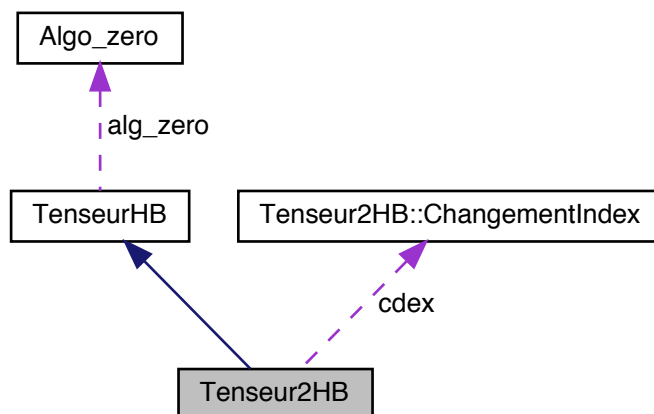 Algo_zero
alg_zero
TenseurHB
Tenseur2HB::ChangementIndex
cdex
Tenseur2HB